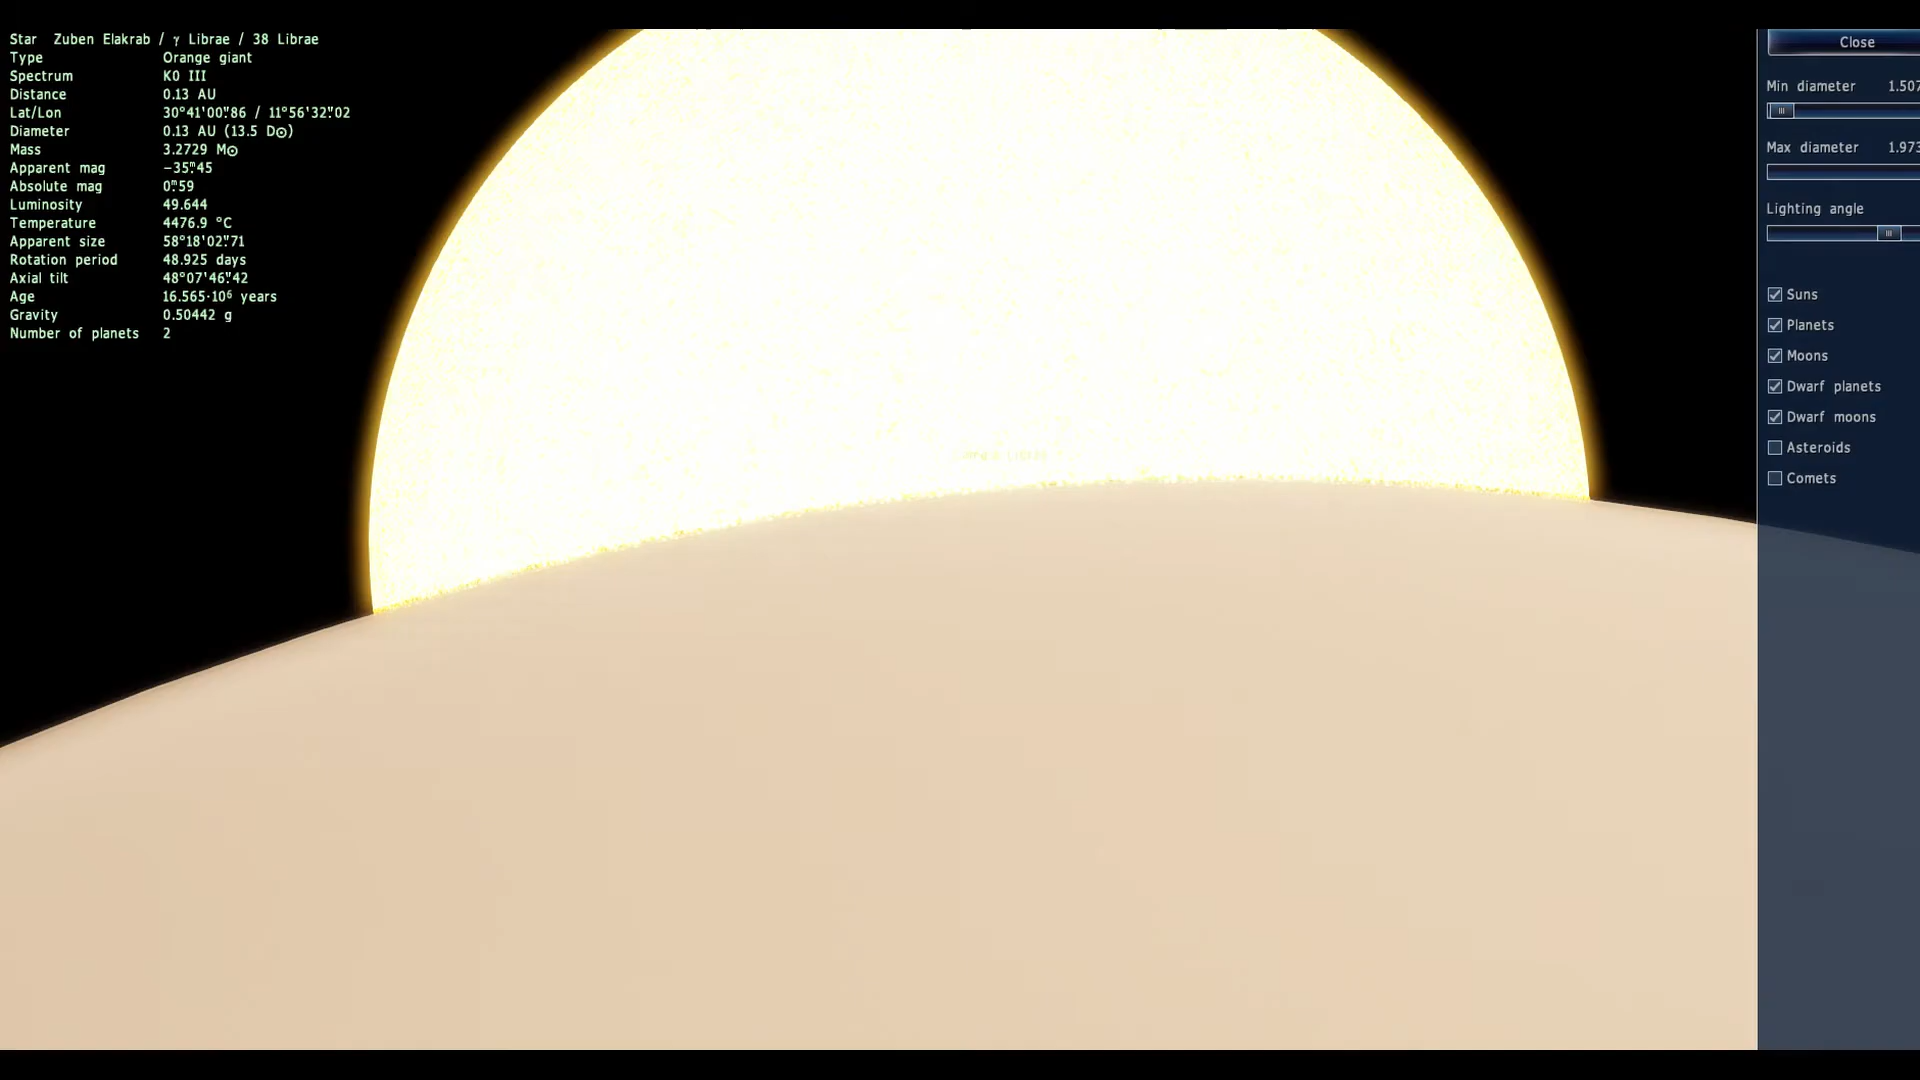 Star Zuben Elakrab / γ Librae / 38 Librae
Type Orange giant
Spectrum K0 III
Distance 0.13 AU
Lat/Lon 30°41'00."86 / 11°56'32."02
Diameter 0.13 AU (13.5 D⊙)
Mass 3.2729 M⊙
Apparent mag −35ᵐ.45
Absolute mag 0ᵐ.59
Luminosity 49.644
Temperature 4476.9 °C
Apparent size 58°18'02."71
Rotation period 48.925 days
Axial tilt 48°07'46."42
Age 16.565·10⁶ years
Gravity 0.50442 g
Number of planets 2
Close
Min diameter 1.507
Max diameter 1.973
Lighting angle
Suns
Planets
Moons
Dwarf planets
Dwarf moons
Asteroids
Comets